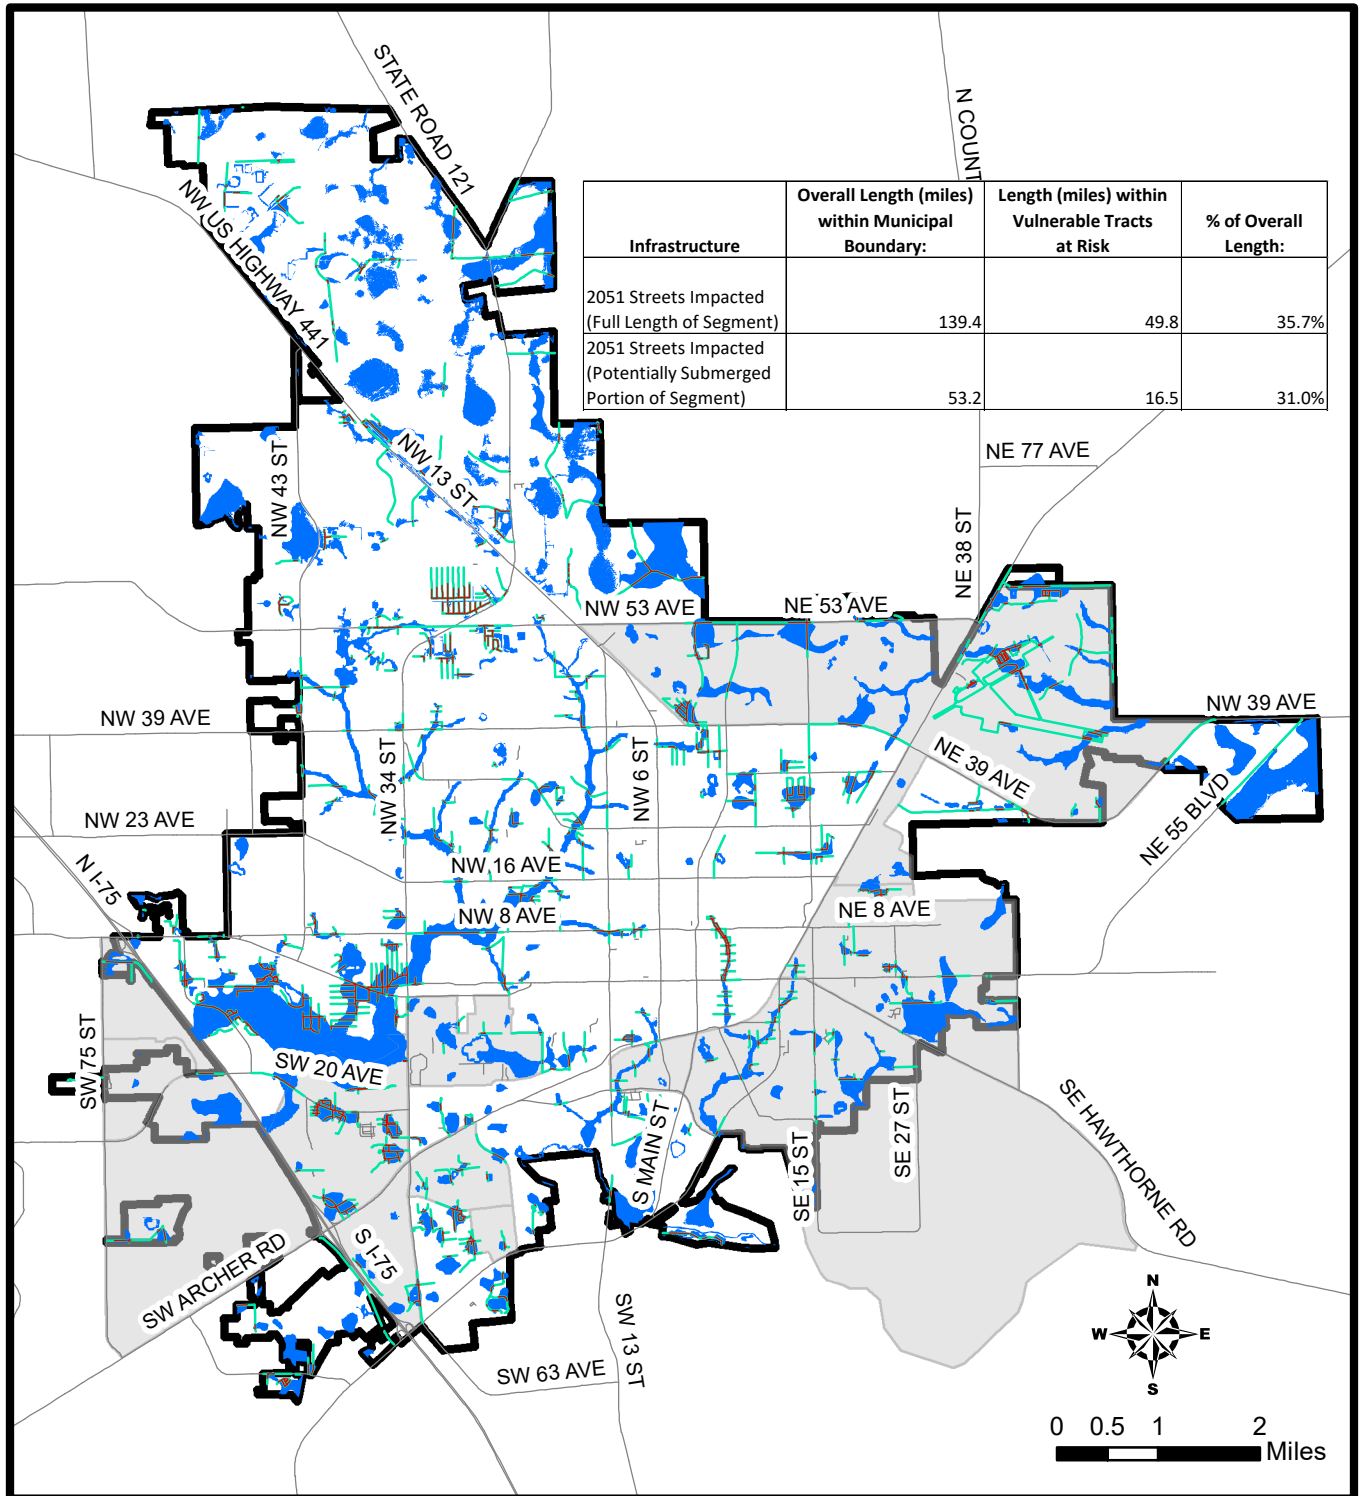 STATE ROAD 121
N COUNT
Overall Length (miles) within Municipal Boundary:
Length (miles) within Vulnerable Tracts at Risk
% of Overall Length:
Infrastructure
2051 Streets Impacted (Full Length of Segment) 139.4 49.8 35.7%
2051 Streets Impacted (Potentially Submerged Portion of Segment) 53.2 16.5 31.0%
NW US HIGHWAY 441
NW 43 ST
NW 13 ST
NE 77 AVE
NE 38 ST
NW 53 AVE
NE 53 AVE
NW 39 AVE
NW 39 AVE
NW 34 ST
NW 6 ST
NE 39 AVE
NE 55 BLVD
NW 23 AVE
N I-75
NW 16 AVE
NW 8 AVE
NE 8 AVE
SW 75 ST
SW 20 AVE
S MAIN ST
SE 15 ST
SE 27 ST
SE HAWTHORNE RD
SW ARCHER RD
S I-75
SW 13 ST
SW 63 AVE
N
W E
S
0 0.5 1 2
Miles